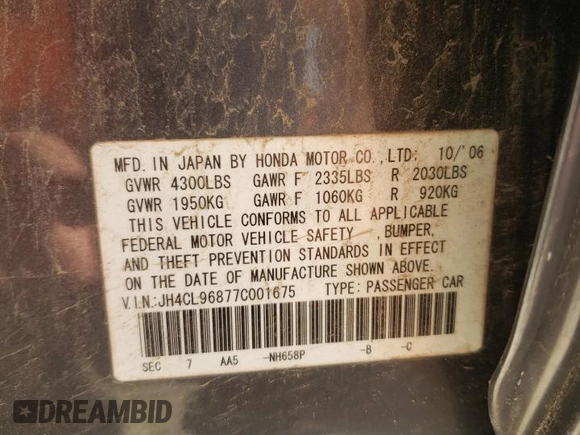 MFD. IN JAPAN BY HONDA MOTOR CO., LTD: 10/'06
GVWR 4300LBS GAWR F 2335LBS R 2030LBS
GVWR 1950KG GAWR F 1060KG R 920KG
THIS VEHICLE CONFORMS TO ALL APPLICABLE
FEDERAL MOTOR VEHICLE SAFETY , BUMPER,
AND THEFT PREVENTION STANDARDS IN EFFECT
ON THE DATE OF MANUFACTURE SHOWN ABOVE.
V.IN:JH4CL96877C001675 TYPE: PASSENGER CAR
SEC 7 AA5 -NH658P -B -C
DREAMBID